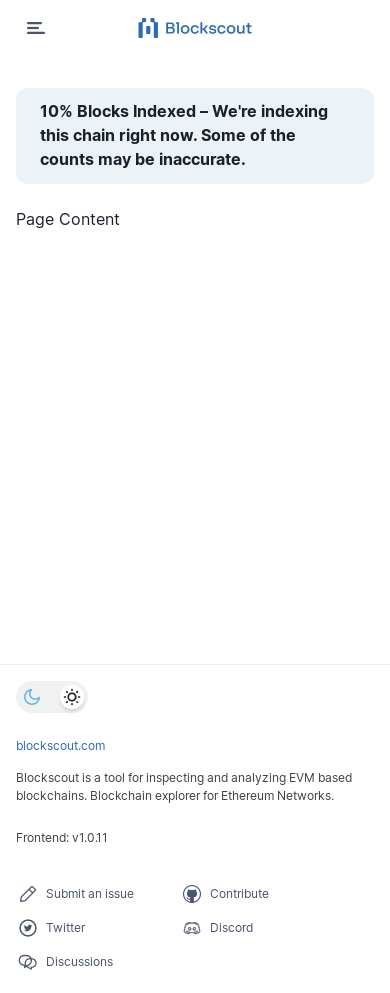 Blockscout
10% Blocks Indexed – We're indexing
this chain right now. Some of the
counts may be inaccurate.
Page Content
blockscout.com
Blockscout is a tool for inspecting and analyzing EVM based
blockchains. Blockchain explorer for Ethereum Networks.
Frontend: v1.0.11
Submit an issue
Contribute
Twitter
Discord
Discussions